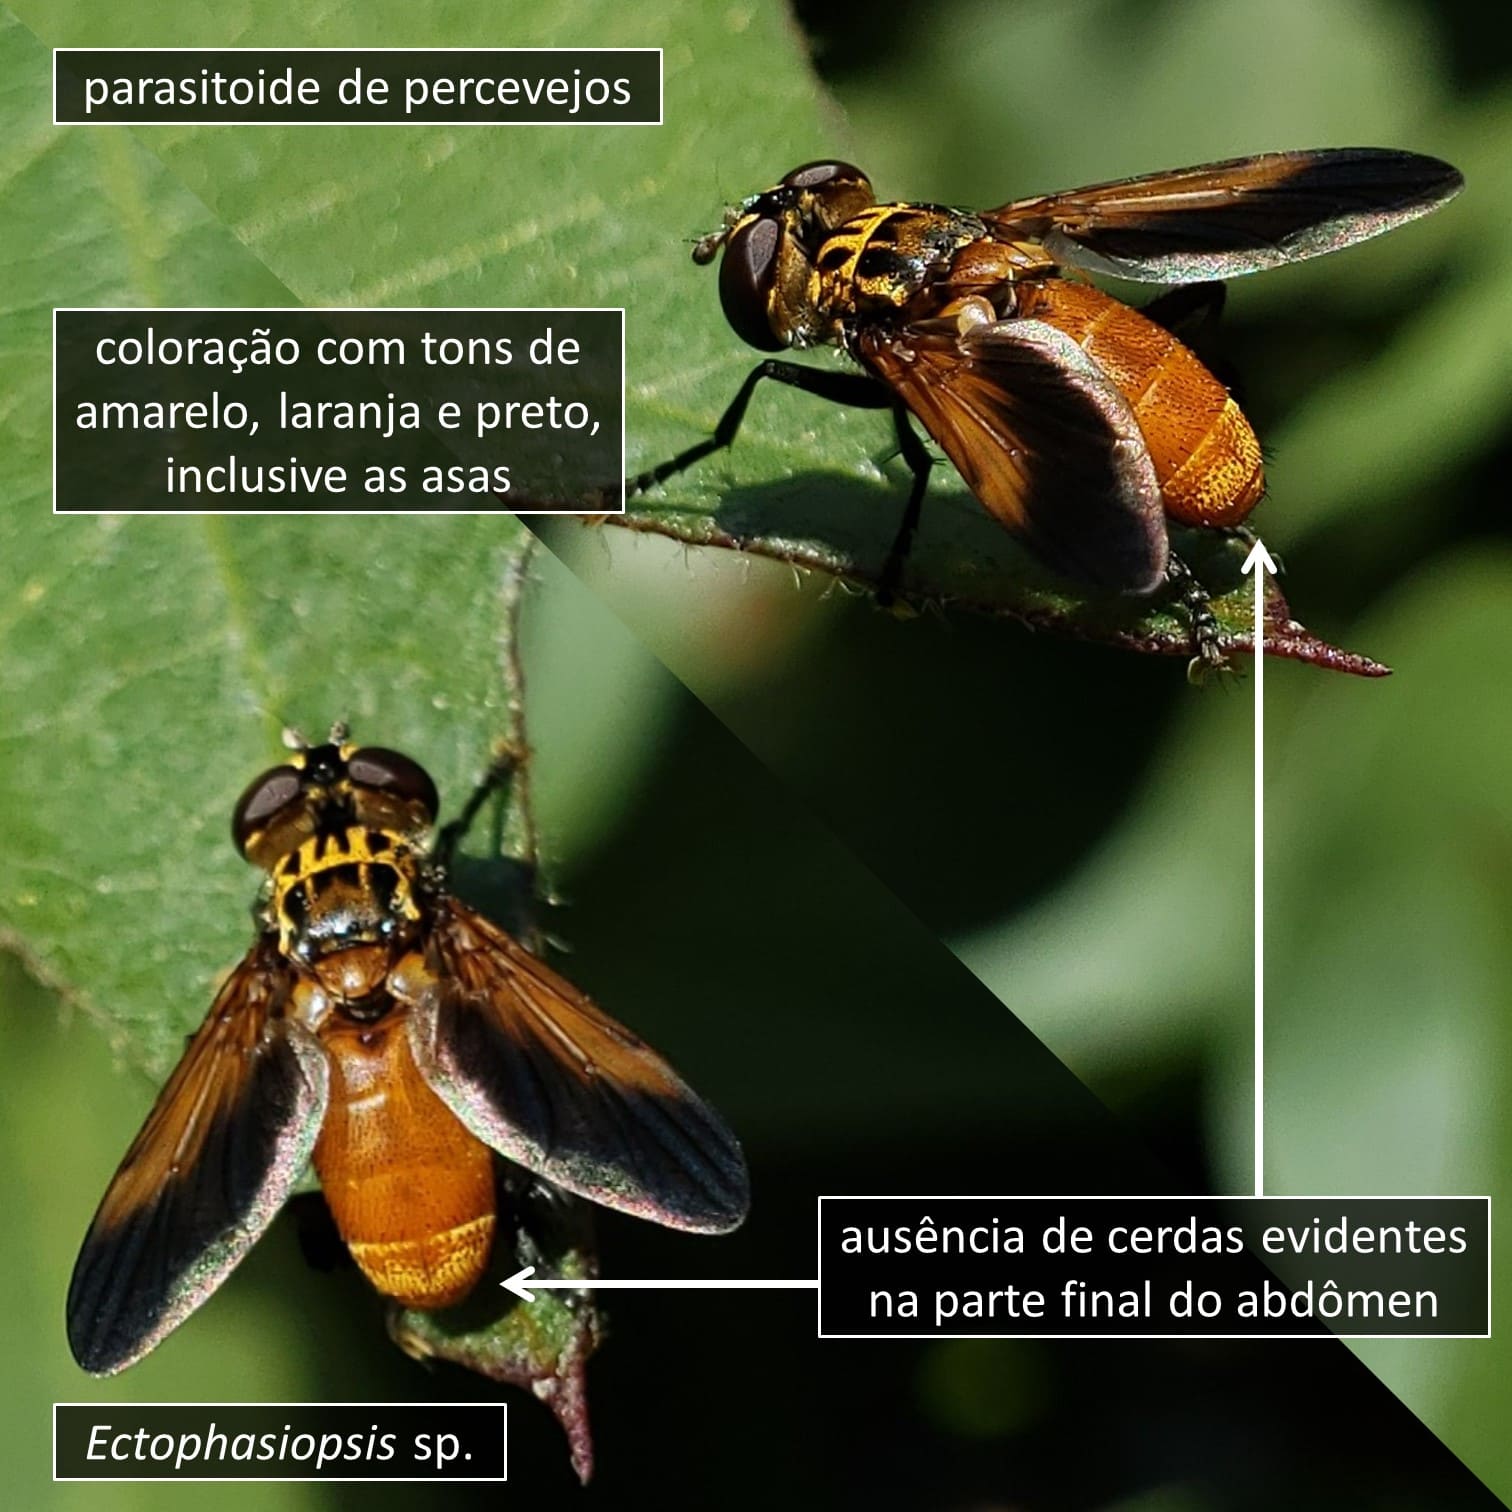 parasitoide de percevejos
coloração com tons de
amarelo, laranja e preto,
inclusive as asas
ausência de cerdas evidentes
na parte final do abdômen
Ectophasiopsis sp.